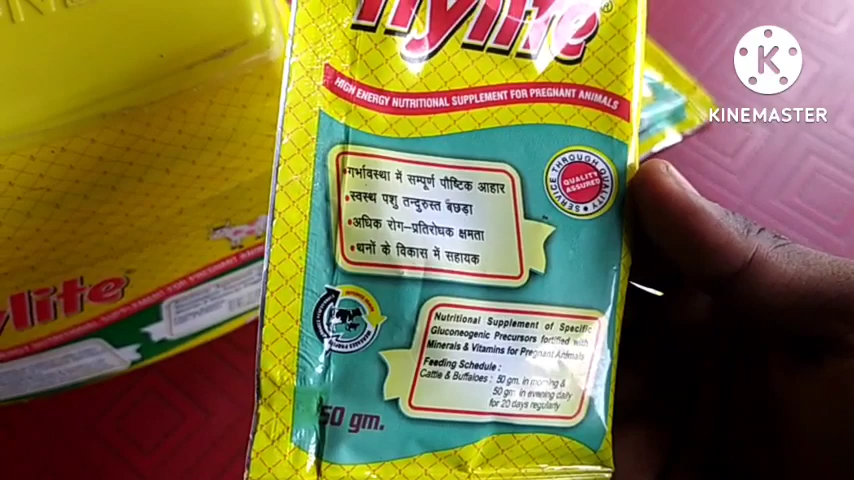 KINEMASTER
HIGH ENERGY NUTRITIONAL SUPPLEMENT FOR PREGNANT ANIMALS
•गर्भावस्था में सम्पूर्ण पौष्टिक आहार
•स्वस्थ पशु तन्दुरुस्त बछड़ा
•अधिक रोग-प्रतिरोधक क्षमता
•थनों के विकास में सहायक
SERVICE THROUGH QUALITY
QUALITY
ASSURED
Nutritional Supplement of Specific
Gluconeogenic Precursors fortified with
Minerals & Vitamins for Pregnant Animals
Feeding Schedule :
Cattle & Buffaloes : 50 gm. in morning &
50 gm. in evening daily
for 20 days regularly
50 gm.